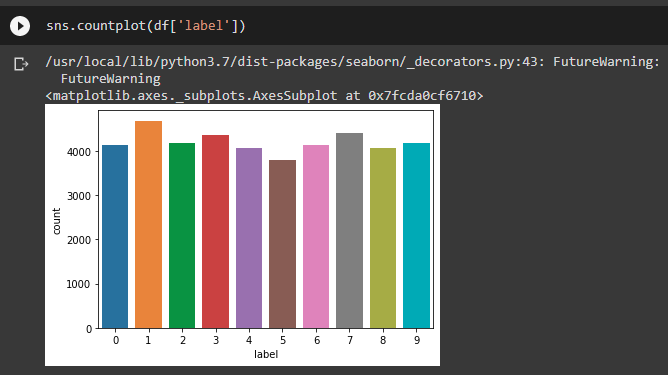 sns.countplot(df['label'])
/usr/local/lib/python3.7/dist-packages/seaborn/_decorators.py:43: FutureWarning:
FutureWarning
<matplotlib.axes._subplots.AxesSubplot at 0x7fcda0cf6710>
4000
3000
2000
1000
0
count
0 1 2 3 4 5 6 7 8 9
label